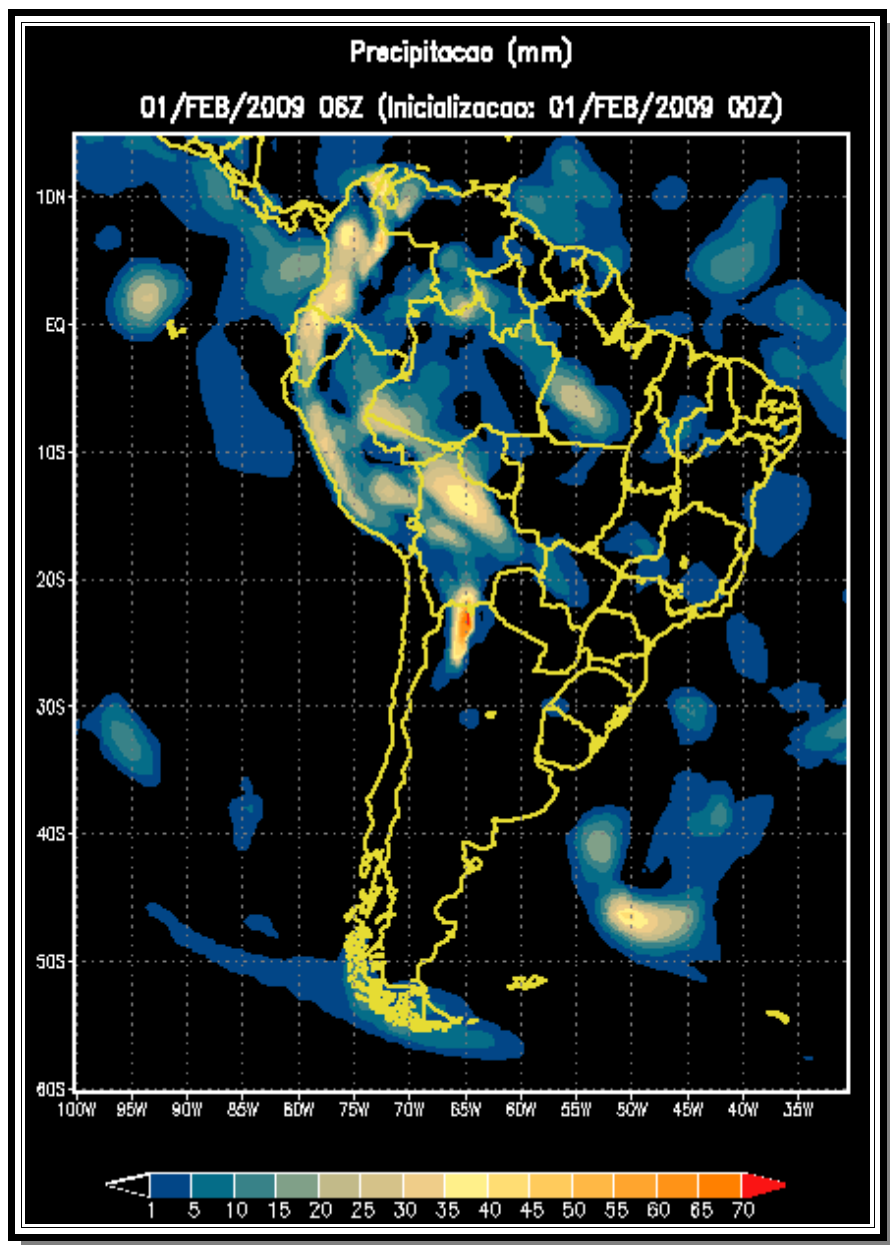 Precipitacao (mm)
01/FEB/2009 06Z (Inicializacao: 01/FEB/2009 00Z)
10N
EQ
10S
20S
30S
40S
50S
60S
100W 95W 90W 85W 80W 75W 70W 65W 60W 55W 50W 45W 40W 35W
1 5 10 15 20 25 30 35 40 45 50 55 60 65 70